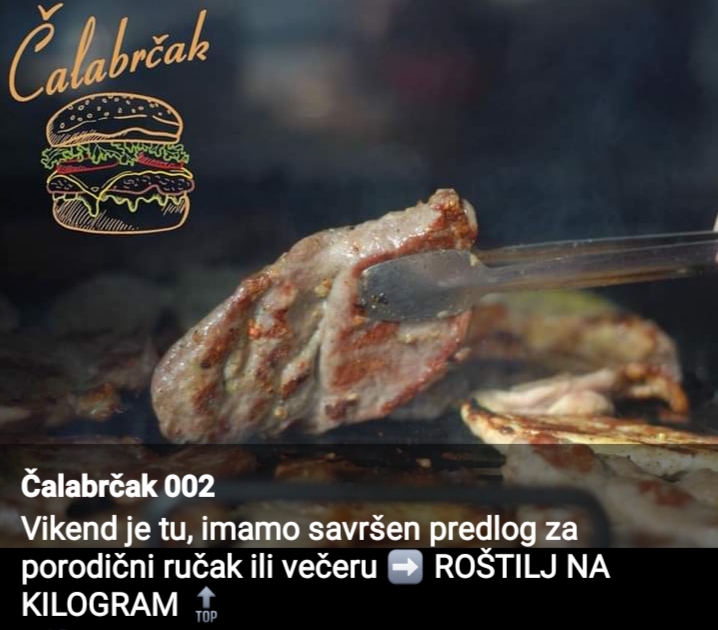 Čalabrčak
Čalabrčak 002
Vikend je tu, imamo savršen predlog za
porodični ručak ili večeru ➡️ ROŠTILJ NA
KILOGRAM 🔝